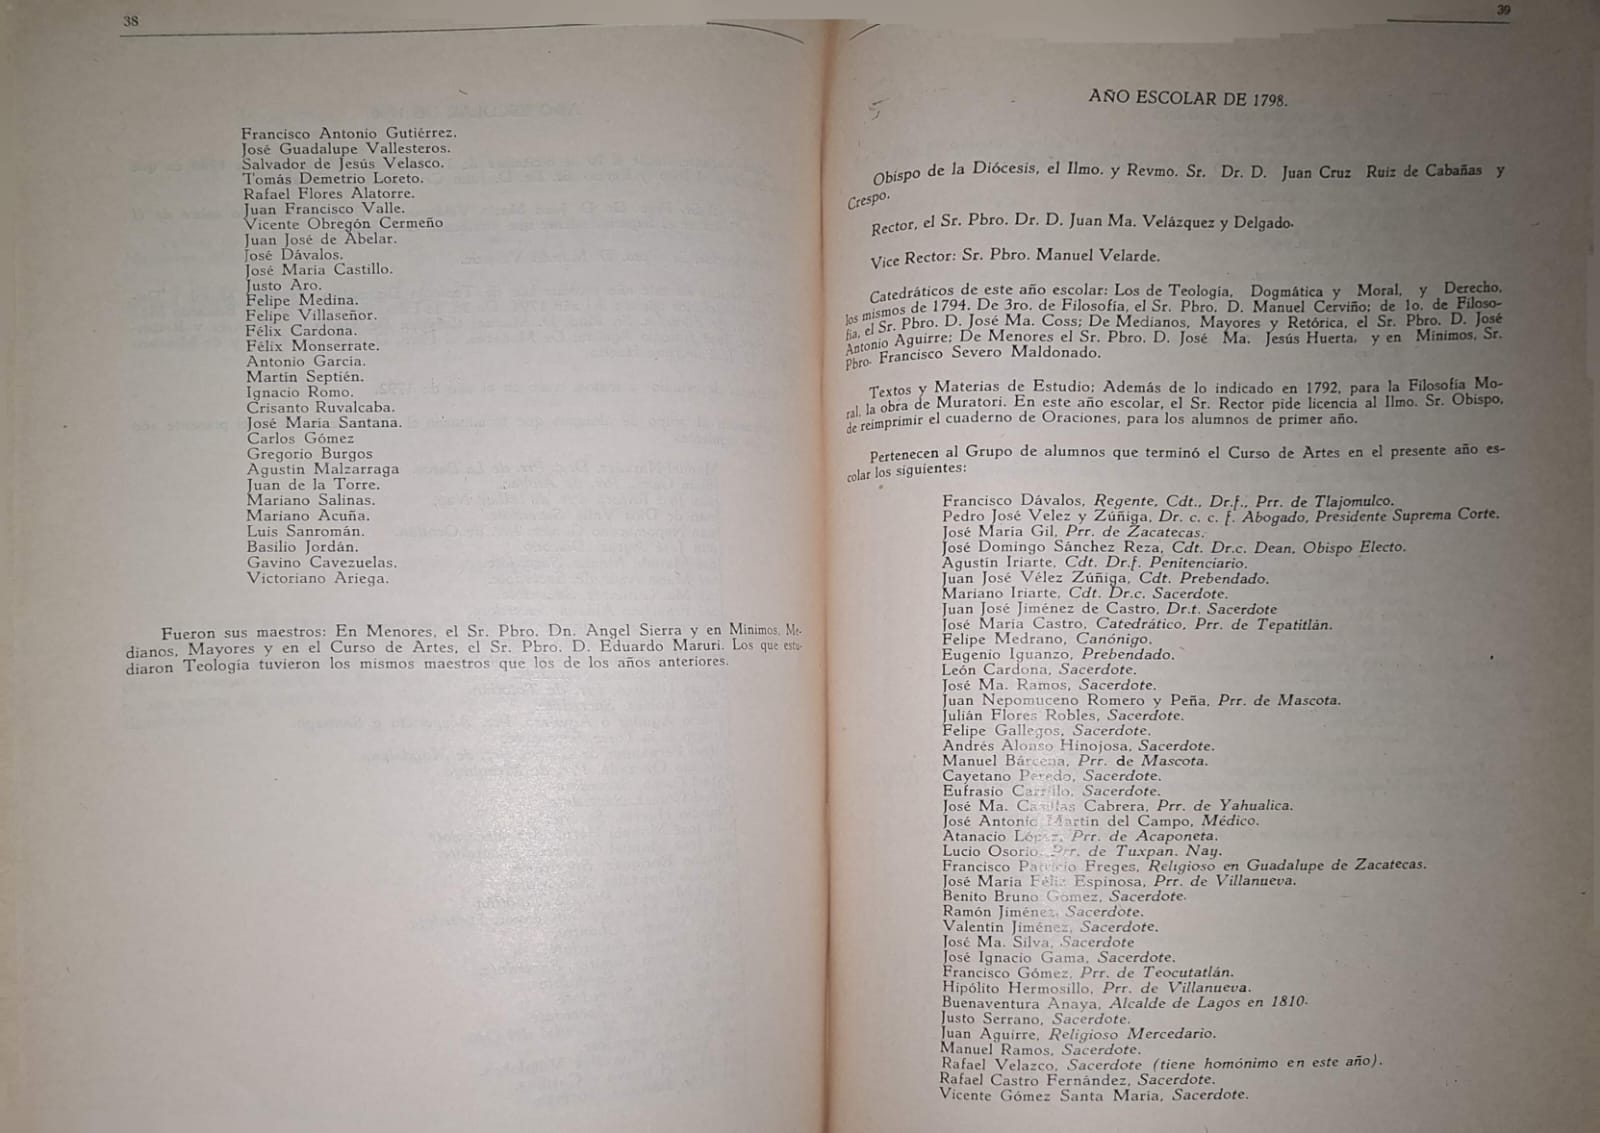 38
Francisco Antonio Gutiérrez.
José Guadalupe Vallesteros.
Salvador de Jesús Velasco.
Tomás Demetrio Loreto.
Rafael Flores Alatorre.
Juan Francisco Valle.
Vicente Obregón Cermeño
Juan José de Abelar.
José Dávalos.
José María Castillo.
Justo Aro.
Felipe Medina.
Felipe Villaseñor.
Félix Cardona.
Félix Monserrate.
Antonio García.
Martín Septién.
Ignacio Romo.
Crisanto Ruvalcaba.
José María Santana.
Carlos Gómez
Gregorio Burgos
Agustín Malzarraga
Juan de la Torre.
Mariano Salinas.
Mariano Acuña.
Luis Sanromán.
Basilio Jordán.
Gavino Cavezuelas.
Victoriano Ariega.
Fueron sus maestros: En Menores, el Sr. Pbro. Dn. Angel Sierra y en Mínimos, Me-
dianos, Mayores y en el Curso de Artes, el Sr. Pbro. D. Eduardo Maruri. Los que estu-
diaron Teología tuvieron los mismos maestros que los de los años anteriores.
39
AÑO ESCOLAR DE 1798.
Obispo de la Diócesis, el Ilmo. y Revmo. Sr. Dr. D. Juan Cruz Ruiz de Cabañas y
Crespo.
Rector, el Sr. Pbro. Dr. D. Juan Ma. Velázquez y Delgado.
Vice Rector: Sr. Pbro. Manuel Velarde.
Catedráticos de este año escolar: Los de Teología, Dogmática y Moral, y Derecho,
los mismos de 1794. De 3ro. de Filosofía, el Sr. Pbro. D. Manuel Cerviño; de 1o. de Filoso-
fía, el Sr. Pbro. D. José Ma. Coss; De Medianos, Mayores y Retórica, el Sr. Pbro. D. José
Antonio Aguirre; De Menores el Sr. Pbro. D. José Ma. Jesús Huerta, y en Mínimos, Sr.
Pbro. Francisco Severo Maldonado.
Textos y Materias de Estudio; Además de lo indicado en 1792, para la Filosofía Mo-
ral, la obra de Muratori. En este año escolar, el Sr. Rector pide licencia al Ilmo. Sr. Obispo,
de reimprimir el cuaderno de Oraciones, para los alumnos de primer año.
Pertenecen al Grupo de alumnos que terminó el Curso de Artes en el presente año es-
colar los siguientes:
Francisco Dávalos, Regente, Cdt., Dr.f., Prr. de Tlajomulco.
Pedro José Velez y Zúñiga, Dr. c. c. f. Abogado, Presidente Suprema Corte.
José María Gil, Prr. de Zacatecas.
José Domingo Sánchez Reza, Cdt. Dr.c. Dean, Obispo Electo.
Agustín Iriarte, Cdt. Dr.f. Penitenciario.
Juan José Vélez Zúñiga, Cdt. Prebendado.
Mariano Iriarte, Cdt. Dr.c. Sacerdote.
Juan José Jiménez de Castro, Dr.t. Sacerdote
José María Castro, Catedrático, Prr. de Tepatitlán.
Felipe Medrano, Canónigo.
Eugenio Iguanzo, Prebendado.
León Cardona, Sacerdote.
José Ma. Ramos, Sacerdote.
Juan Nepomuceno Romero y Peña, Prr. de Mascota.
Julián Flores Robles, Sacerdote.
Felipe Gallegos, Sacerdote.
Andrés Alonso Hinojosa, Sacerdote.
Manuel Bárcena, Prr. de Mascota.
Cayetano Peredo, Sacerdote.
Eufrasio Carrillo, Sacerdote.
José Ma. Casillas Cabrera, Prr. de Yahualica.
José Antonio Martín del Campo, Médico.
Atanacio López, Prr. de Acaponeta.
Lucio Osorio. Prr. de Tuxpan. Nay.
Francisco Patricio Freges, Religioso en Guadalupe de Zacatecas.
José María Féliz Espinosa, Prr. de Villanueva.
Benito Bruno Gómez, Sacerdote.
Ramón Jiménez, Sacerdote.
Valentín Jiménez, Sacerdote.
José Ma. Silva, Sacerdote
José Ignacio Gama, Sacerdote.
Francisco Gómez, Prr. de Teocutatlán.
Hipólito Hermosillo, Prr. de Villanueva.
Buenaventura Anaya, Alcalde de Lagos en 1810.
Justo Serrano, Sacerdote.
Juan Aguirre, Religioso Mercedario.
Manuel Ramos, Sacerdote.
Rafael Velazco, Sacerdote (tiene homónimo en este año).
Rafael Castro Fernández, Sacerdote.
Vicente Gómez Santa María, Sacerdote.